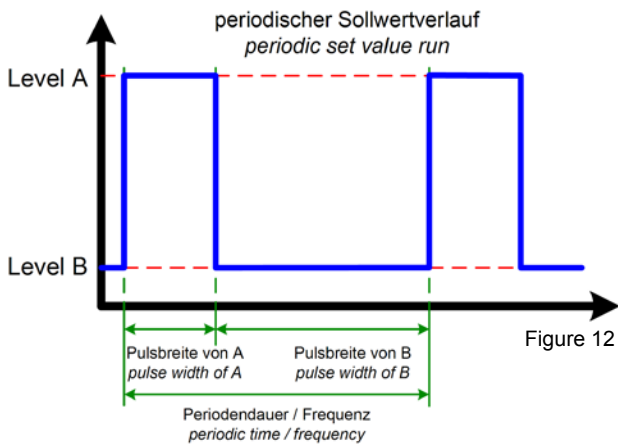 periodischer Sollwertverlauf
periodic set value run
Level A
Level B
Figure 12
Pulsbreite von A
pulse width of A
Pulsbreite von B
pulse width of B
Periodendauer / Frequenz
periodic time / frequency